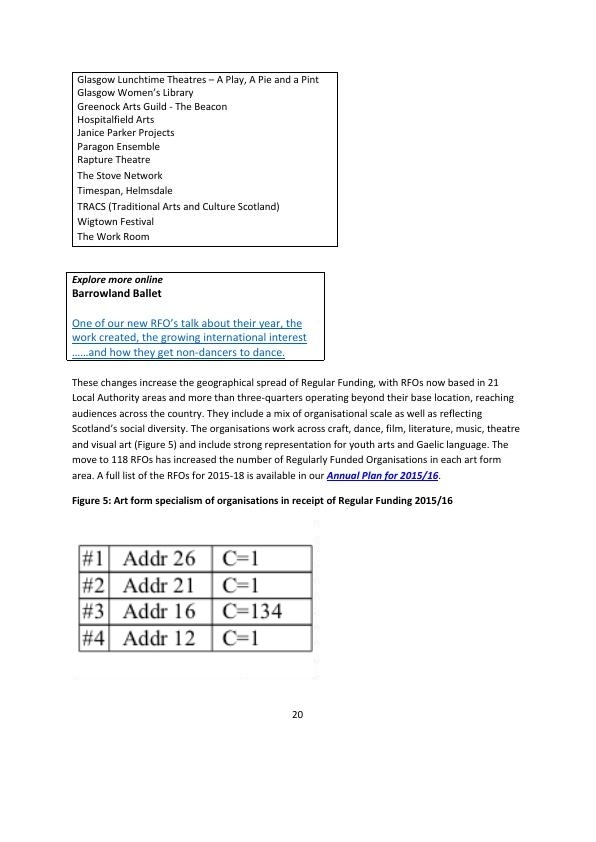 Glasgow Lunchtime Theatres – A Play, A Pie and a Pint
Glasgow Women's Library
Greenock Arts Guild - The Beacon
Hospitalfield Arts
Janice Parker Projects
Paragon Ensemble
Rapture Theatre
The Stove Network
Timespan, Helmsdale
TRACS (Traditional Arts and Culture Scotland)
Wigtown Festival
The Work Room
Explore more online
Barrowland Ballet
One of our new RFO's talk about their year, the
work created, the growing international interest
......and how they get non-dancers to dance.
These changes increase the geographical spread of Regular Funding, with RFOs now based in 21
Local Authority areas and more than three-quarters operating beyond their base location, reaching
audiences across the country. They include a mix of organisational scale as well as reflecting
Scotland's social diversity. The organisations work across craft, dance, film, literature, music, theatre
and visual art (Figure 5) and include strong representation for youth arts and Gaelic language. The
move to 118 RFOs has increased the number of Regularly Funded Organisations in each art form
area. A full list of the RFOs for 2015-18 is available in our Annual Plan for 2015/16.
Figure 5: Art form specialism of organisations in receipt of Regular Funding 2015/16
#1 Addr 26 C=1
#2 Addr 21 C=1
#3 Addr 16 C=134
#4 Addr 12 C=1
20